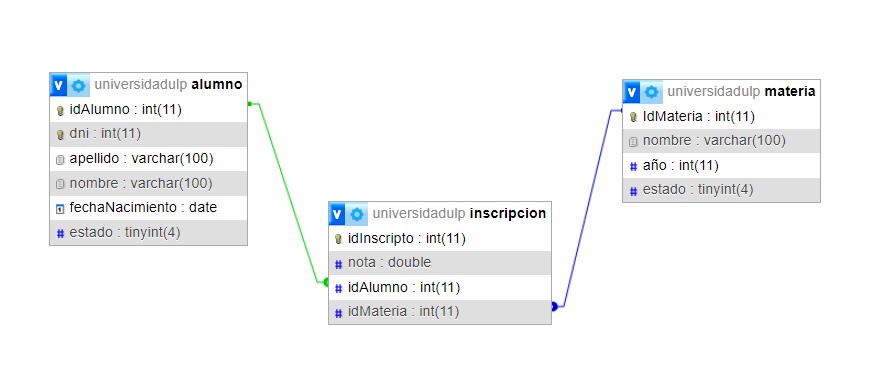 universidadulp alumno
idAlumno : int(11)
dni : int(11)
apellido : varchar(100)
nombre : varchar(100)
fechaNacimiento : date
estado : tinyint(4)
universidadulp inscripcion
idInscripto : int(11)
nota : double
idAlumno : int(11)
idMateria : int(11)
universidadulp materia
IdMateria : int(11)
nombre : varchar(100)
año : int(11)
estado : tinyint(4)